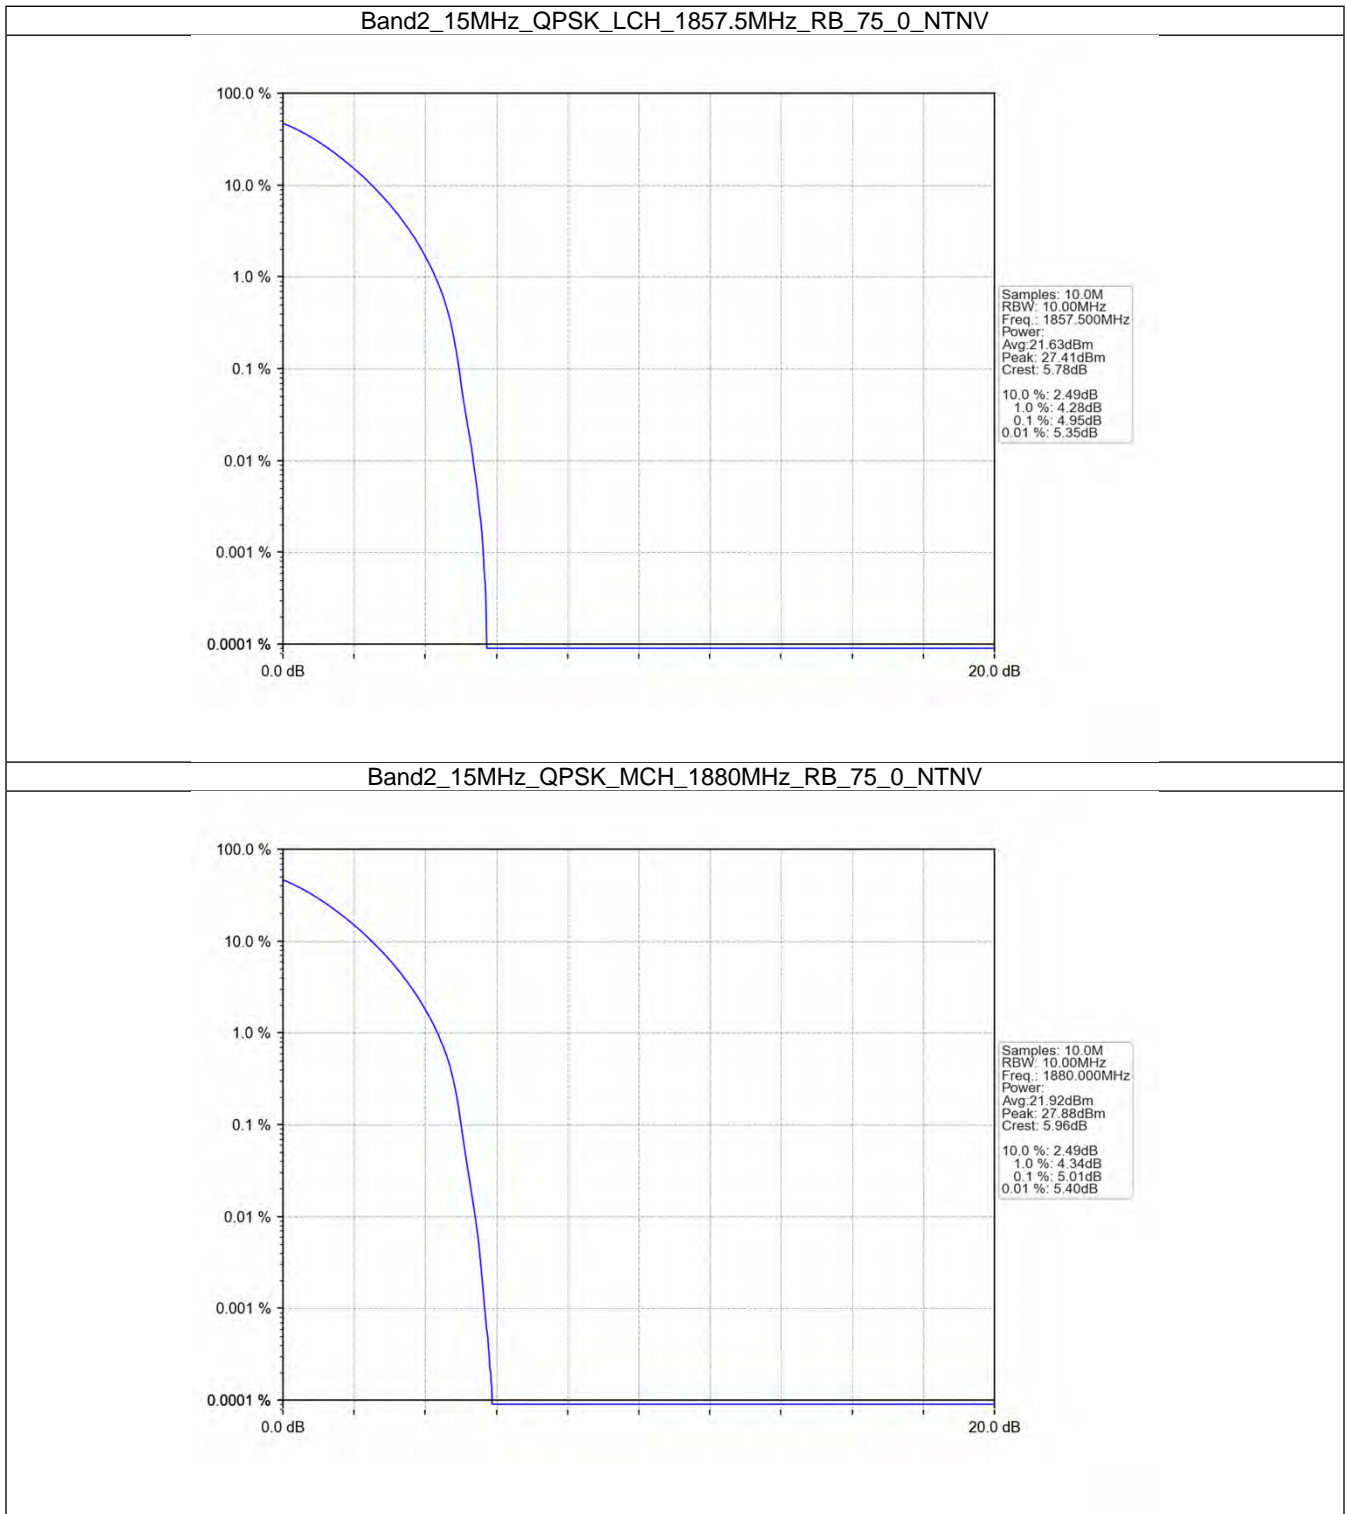 Band2_15MHz_QPSK_LCH_1857.5MHz_RB_75_0_NTNV
100.0 %
10.0 %
1.0 %
0.1 %
0.01 %
0.001 %
0.0001 %
0.0 dB
20.0 dB
Samples: 10.0M
RBW: 10.00MHz
Freq.: 1857.500MHz
Power:
Avg:21.63dBm
Peak: 27.41dBm
Crest: 5.78dB
10.0 %: 2.49dB
1.0 %: 4.28dB
0.1 %: 4.95dB
0.01 %: 5.35dB
Band2_15MHz_QPSK_MCH_1880MHz_RB_75_0_NTNV
100.0 %
10.0 %
1.0 %
0.1 %
0.01 %
0.001 %
0.0001 %
0.0 dB
20.0 dB
Samples: 10.0M
RBW: 10.00MHz
Freq.: 1880.000MHz
Power:
Avg:21.92dBm
Peak: 27.88dBm
Crest: 5.96dB
10.0 %: 2.49dB
1.0 %: 4.34dB
0.1 %: 5.01dB
0.01 %: 5.40dB